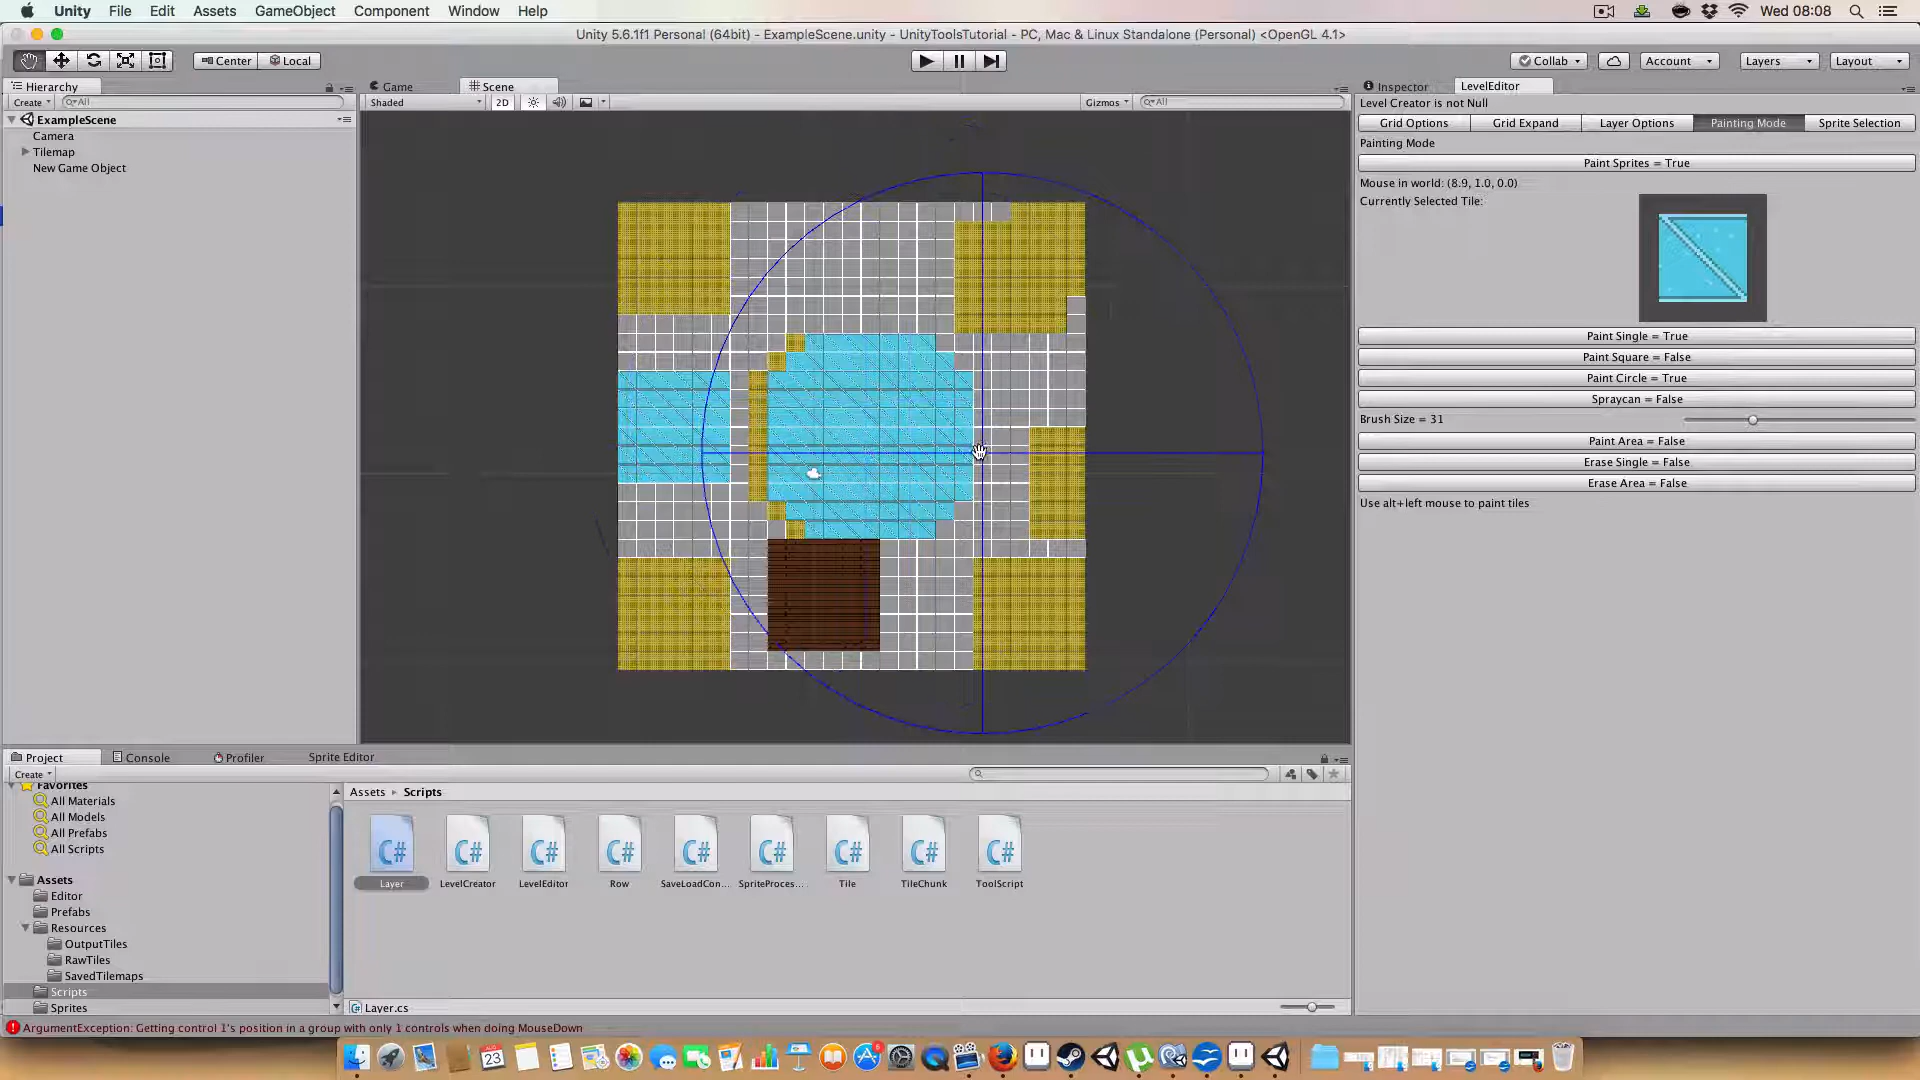 Unity File Edit Assets GameObject Component Window Help Wed 08:08
Unity 5.6.1f1 Personal (64bit) - ExampleScene.unity - UnityToolsTutorial - PC, Mac & Linux Standalone (Personal) <OpenGL 4.1>
Center Local Collab Account Layers Layout
Hierarchy Game Scene Inspector LevelEditor
Create All Shaded 2D Gizmos All Level Creator is not Null
ExampleScene
Camera
Tilemap
New Game Object
Grid Options Grid Expand Layer Options Painting Mode Sprite Selection
Painting Mode
Paint Sprites = True
Mouse in world: (8.9, 1.0, 0.0)
Currently Selected Tile:
Paint Single = True
Paint Square = False
Paint Circle = True
Spraycan = False
Brush Size = 31
Paint Area = False
Erase Single = False
Erase Area = False
Use alt+left mouse to paint tiles
Project Console Profiler Sprite Editor
Create
Favorites
All Materials
All Models
All Prefabs
All Scripts
Assets
Editor
Prefabs
Resources
OutputTiles
RawTiles
SavedTilemaps
Scripts
Sprites
Assets Scripts
C# C# C# C# C# C# C# C# C#
Layer LevelCreator LevelEditor Row SaveLoadCon... SpriteProces... Tile TileChunk ToolScript
Layer.cs
ArgumentException: Getting control 1's position in a group with only 1 controls when doing MouseDown